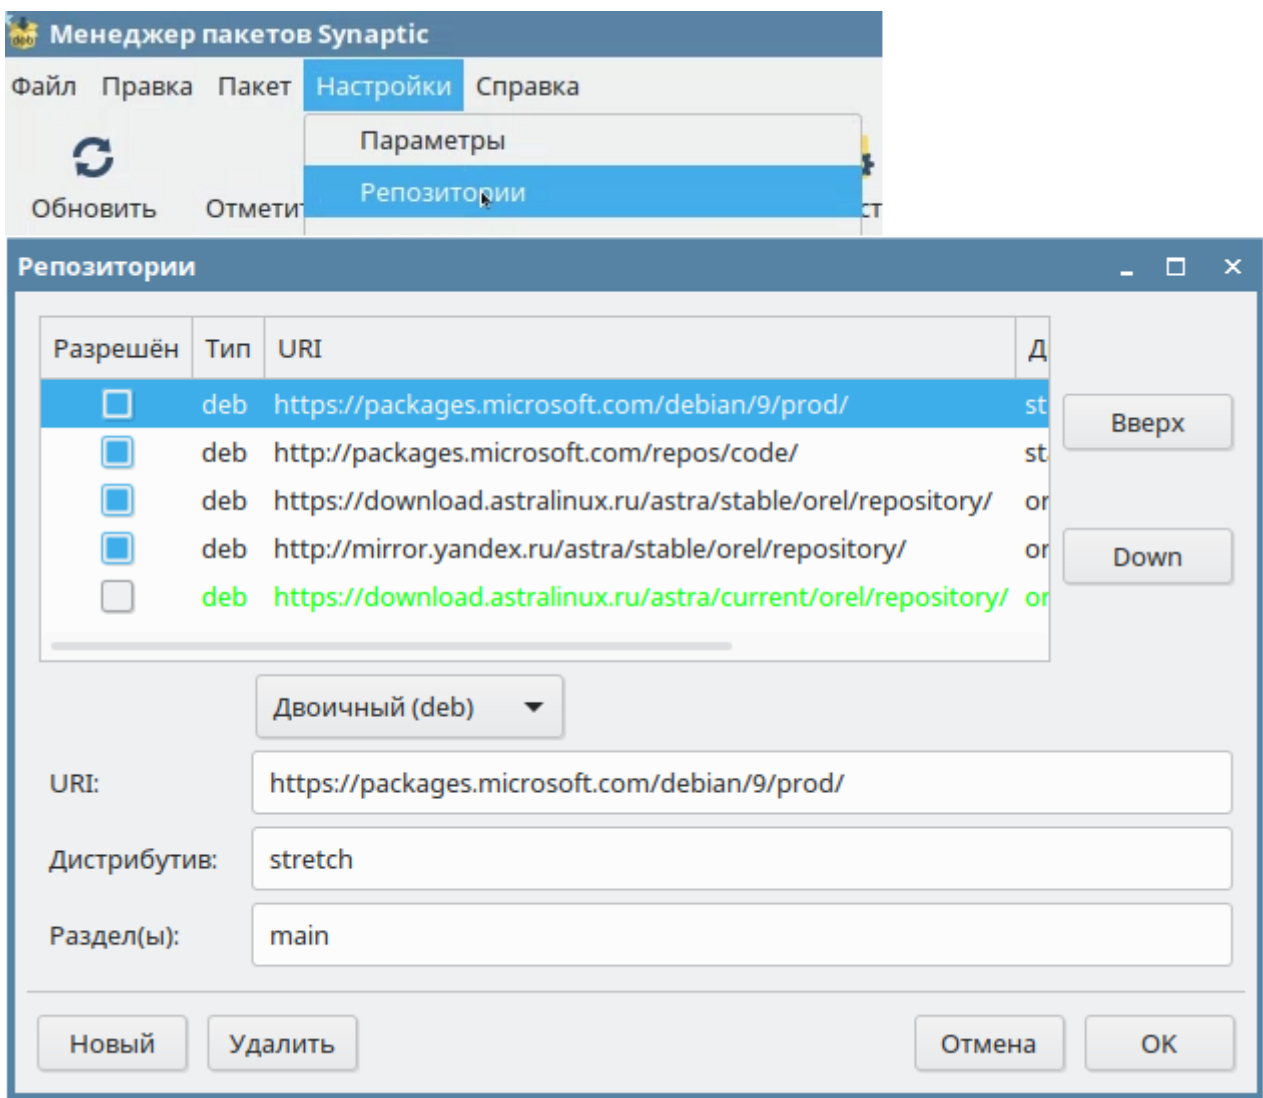 Менеджер пакетов Synaptic
Файл Правка Пакет Настройки Справка
Параметры
Репозитории
Обновить
Репозитории
Разрешён Тип URI
deb https://packages.microsoft.com/debian/9/prod/ st
deb http://packages.microsoft.com/repos/code/ st
deb https://download.astralinux.ru/astra/stable/orel/repository/ or
deb http://mirror.yandex.ru/astra/stable/orel/repository/ or
deb https://download.astralinux.ru/astra/current/orel/repository/ or
Вверх
Down
Двоичный (deb)
URI: https://packages.microsoft.com/debian/9/prod/
Дистрибутив: stretch
Раздел(ы): main
Новый Удалить Отмена OK